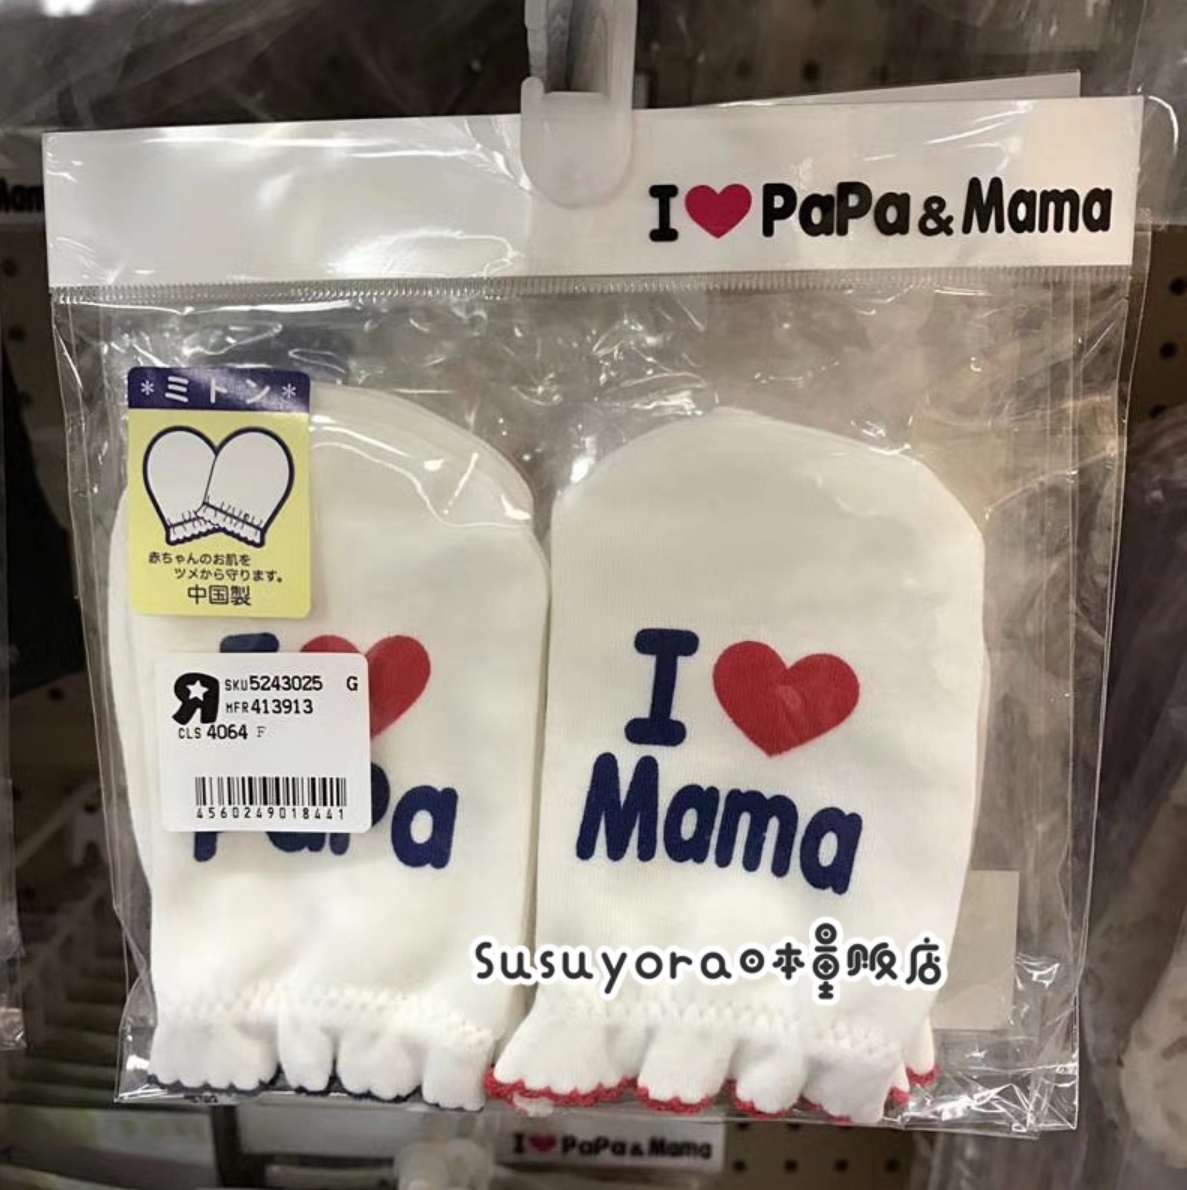 I ❤ PaPa & Mama
*ミトン*
赤ちゃんのお肌を
ツメから守ります。
中国製
SKU 5243025 G
MFR 413913
CLS 4064 F
4560249018441
I ❤
PaPa
I ❤
Mama
Susuyora日本量販店
I ❤ PaPa & Mama